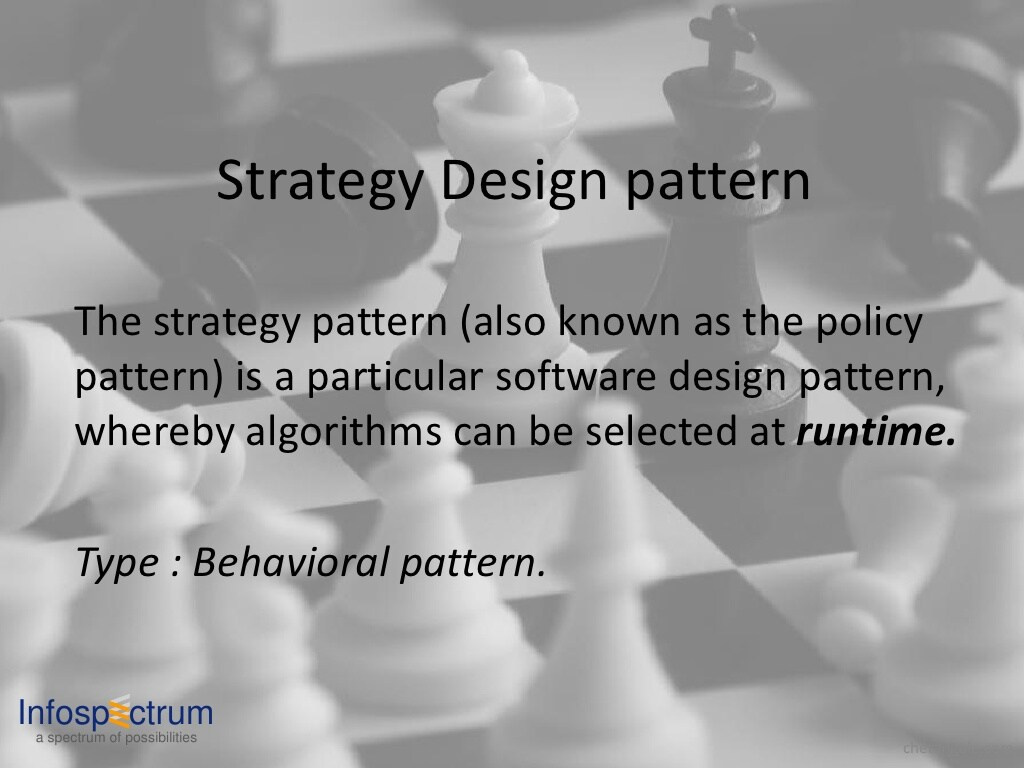 Strategy Design pattern
The strategy pattern (also known as the policy
pattern) is a particular software design pattern,
whereby algorithms can be selected at runtime.
Type : Behavioral pattern.
Infospectrum
a spectrum of possibilities